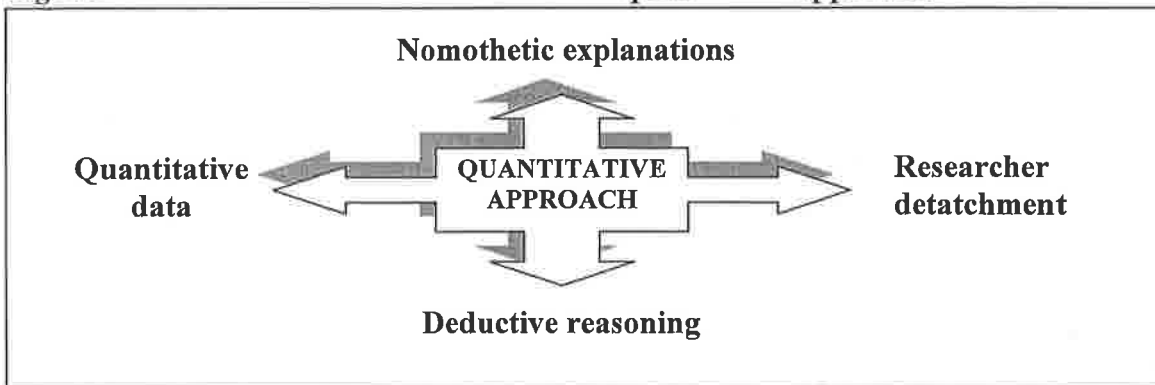 Nomothetic explanations
Quantitative
data
QUANTITATIVE
APPROACH
Researcher
detatchment
Deductive reasoning